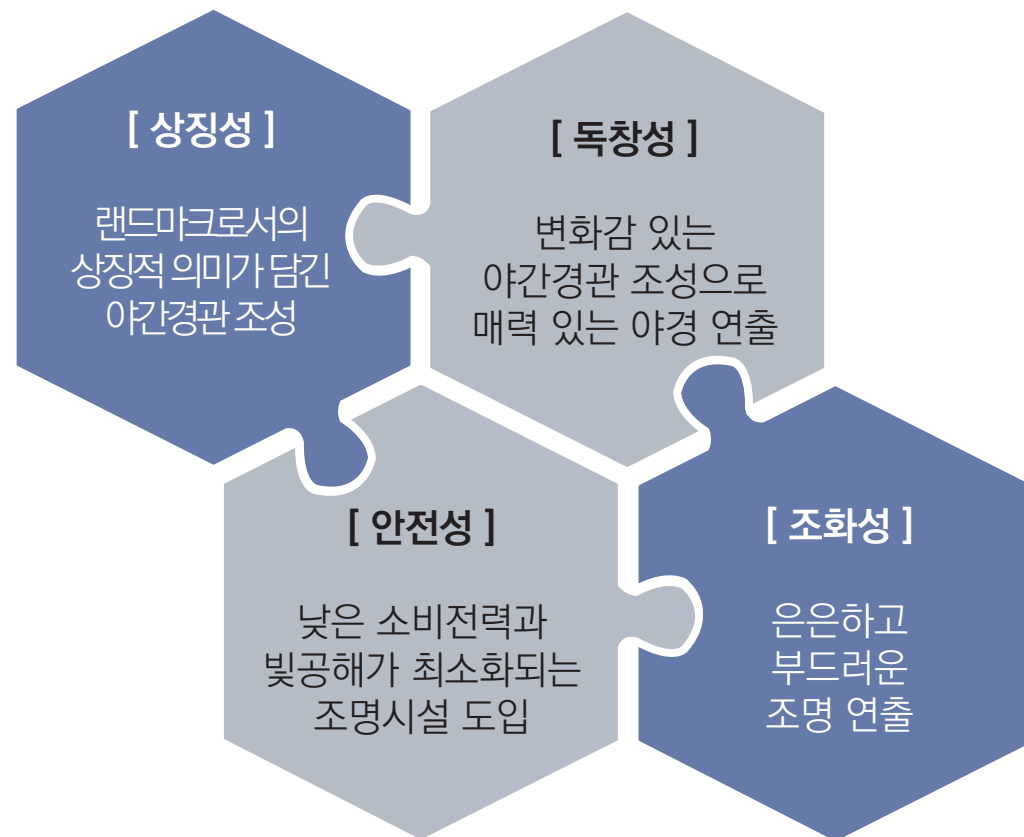 [ 상징성 ]
랜드마크로서의
상징적 의미가 담긴
야간경관 조성
[ 독창성 ]
변화감 있는
야간경관 조성으로
매력 있는 야경 연출
[ 안전성 ]
낮은 소비전력과
빛공해가 최소화되는
조명시설 도입
[ 조화성 ]
은은하고
부드러운
조명 연출